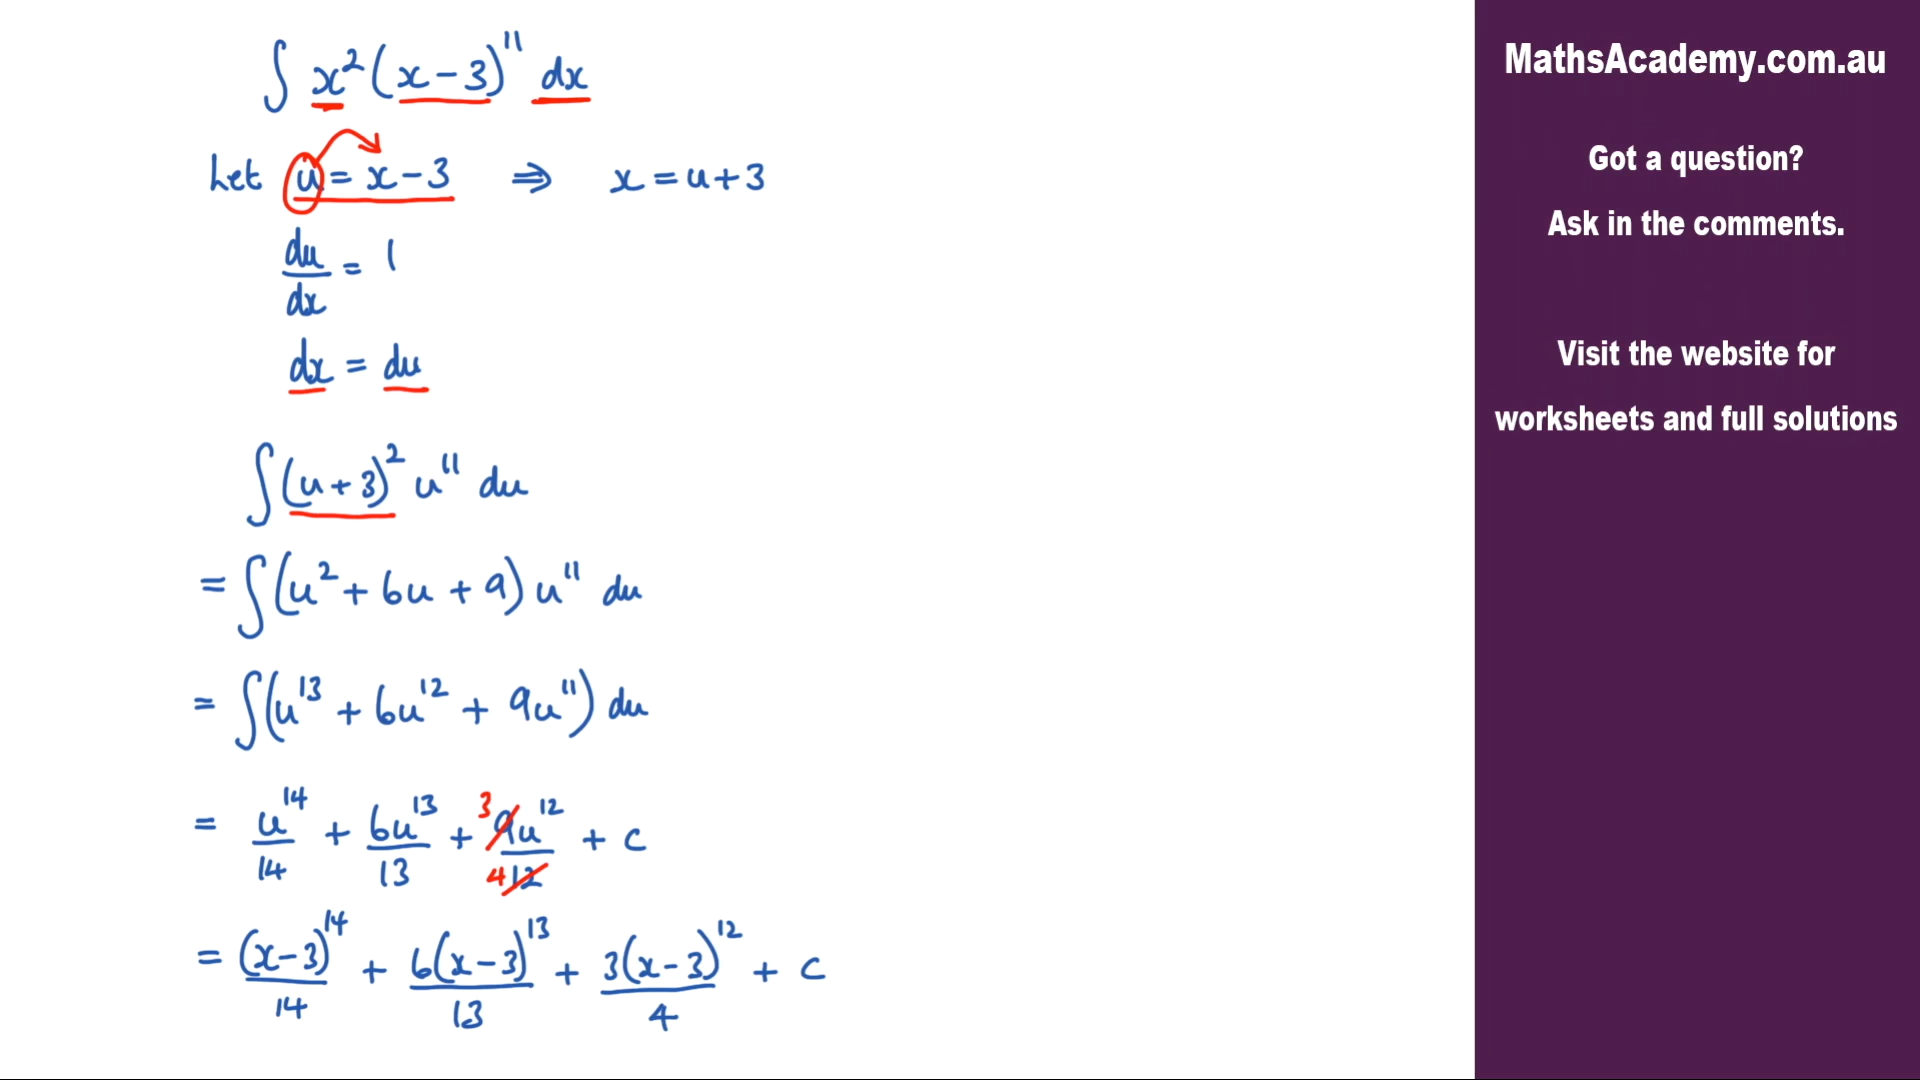 ∫ x²(x-3)¹¹ dx
Let u = x-3 ⇒ x = u+3
du/dx = 1
dx = du
∫(u+3)² u¹¹ du
= ∫(u² + 6u + 9) u¹¹ du
= ∫(u¹³ + 6u¹² + 9u¹¹) du
= u¹⁴/14 + 6u¹³/13 + 3 9u¹²/4 12 + c
= (x-3)¹⁴/14 + 6(x-3)¹³/13 + 3(x-3)¹²/4 + c
MathsAcademy.com.au
Got a question?
Ask in the comments.
Visit the website for
worksheets and full solutions